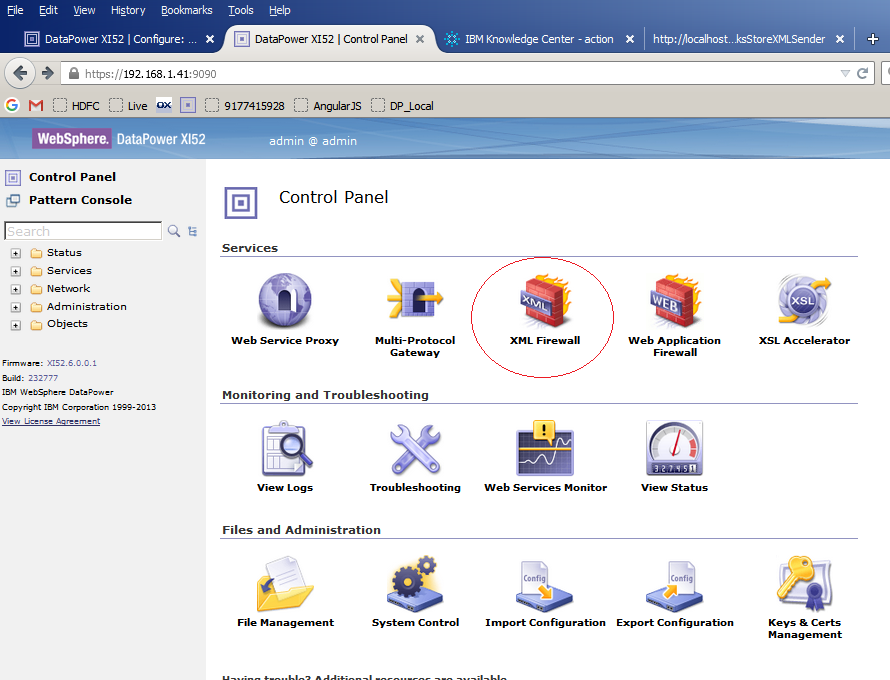 File Edit View History Bookmarks Tools Help
DataPower XI52 | Configure: ... × DataPower XI52 | Control Panel × IBM Knowledge Center - action × http://localhost...ksStoreXMLSender × +
https://192.168.1.41:9090
G M HDFC Live OX 9177415928 AngularJS DP_Local
WebSphere. DataPower XI52 admin @ admin
Control Panel
Pattern Console
Search
Status
Services
Network
Administration
Objects
Firmware: XI52.6.0.0.1
Build: 232777
IBM WebSphere DataPower
Copyright IBM Corporation 1999-2013
View License Agreement
Control Panel
Services
XML WEB XSL
Web Service Proxy Multi-Protocol XML Firewall Web Application XSL Accelerator
Gateway Firewall
Monitoring and Troubleshooting
View Logs Troubleshooting Web Services Monitor View Status
Files and Administration
Config Config
File Management System Control Import Configuration Export Configuration Keys & Certs
Management
Having trouble? Additional resources are available